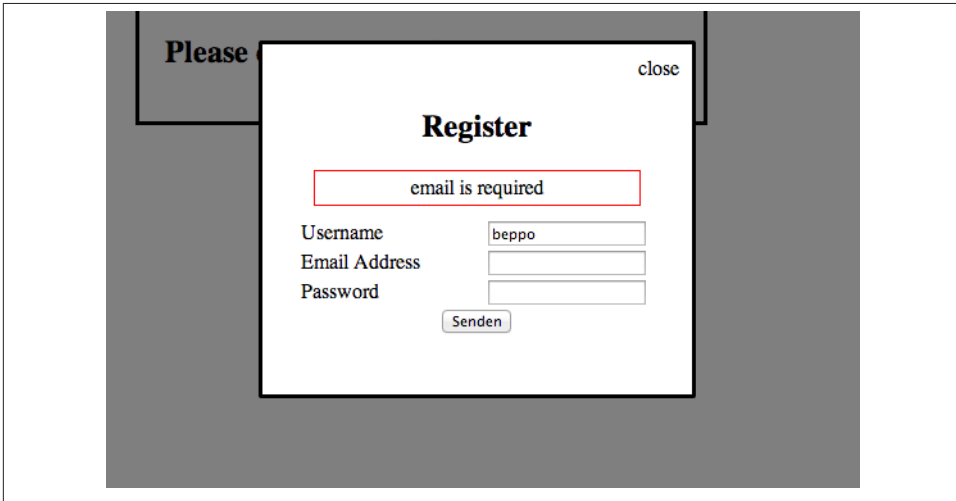 Please
close
Register
email is required
Username beppo
Email Address
Password
Senden